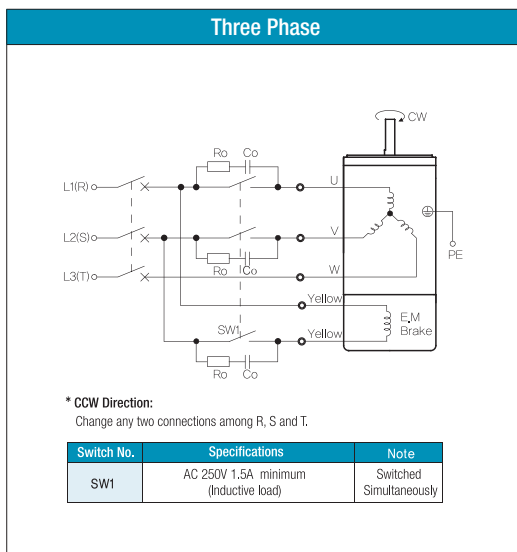 Three Phase
CW
Ro Co
L1(R)
U
L2(S)
V
Ro Co
PE
L3(T)
W
Yellow
E.M
Brake
SW1
Yellow
Ro Co
* CCW Direction:
Change any two connections among R, S and T.
Switch No. Specifications Note
SW1 AC 250V 1.5A minimum Switched
(Inductive load) Simultaneously